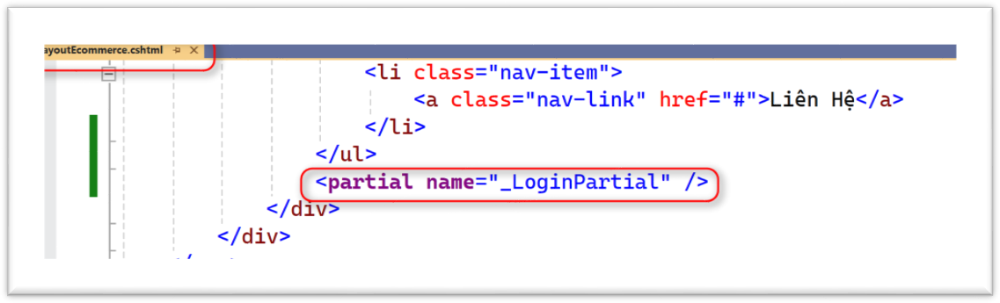 ayoutEcommerce.cshtml
<li class="nav-item">
<a class="nav-link" href="#">Liên Hệ</a>
</li>
</ul>
<partial name="_LoginPartial" />
</div>
</div>